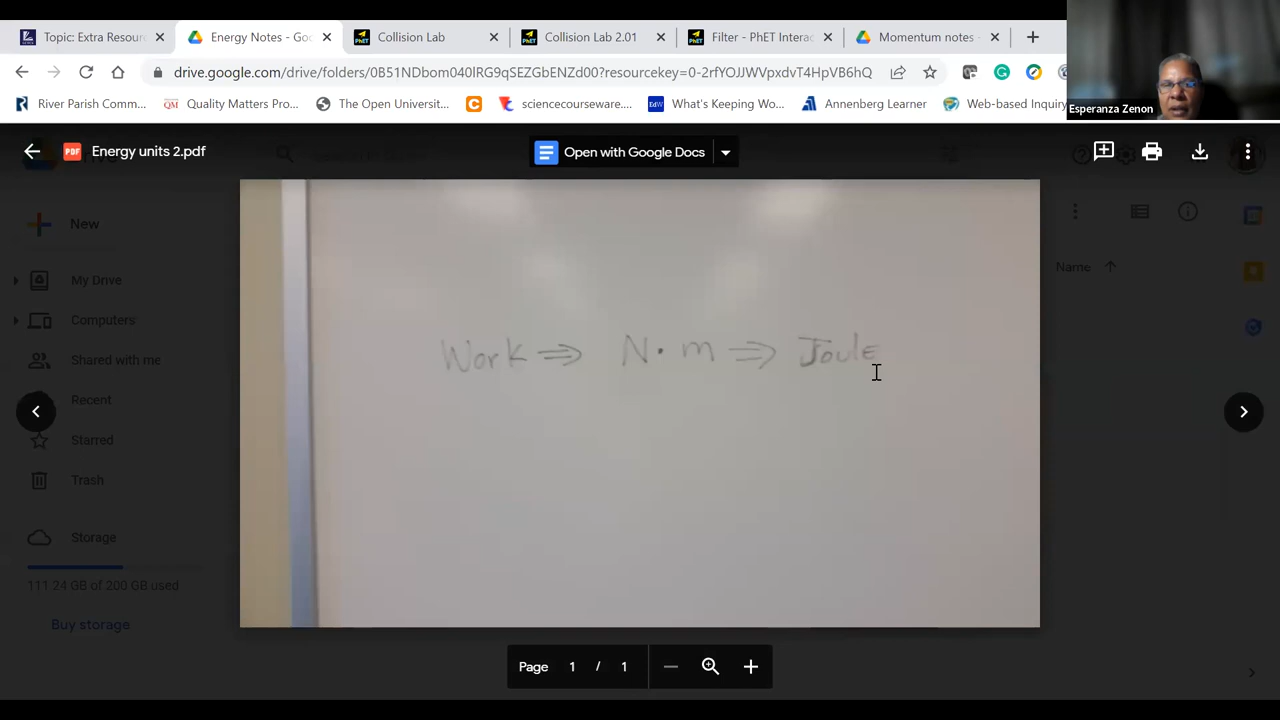 Topic: Extra Resour
Energy Notes - Goo
Collision Lab
Collision Lab 2.01
Filter - PhET Interac
Momentum notes -
drive.google.com/drive/folders/0B51NDbom040lRG9qSEZGbENZd00?resourcekey=0-2rfYOJJWVpxdvT4HpVB6hQ
River Parish Comm...
QM Quality Matters Pro...
The Open Universit...
C
sciencecourseware....
EdW What's Keeping Wo...
Annenberg Learner
Web-based Inquiry
Esperanza Zenon
PDF Energy units 2.pdf
Open with Google Docs
New
My Drive
Computers
Shared with me
Recent
Starred
Trash
Storage
111.24 GB of 200 GB used
Buy storage
Name
Work ⇒ N•m ⇒ Joule
Page 1 / 1